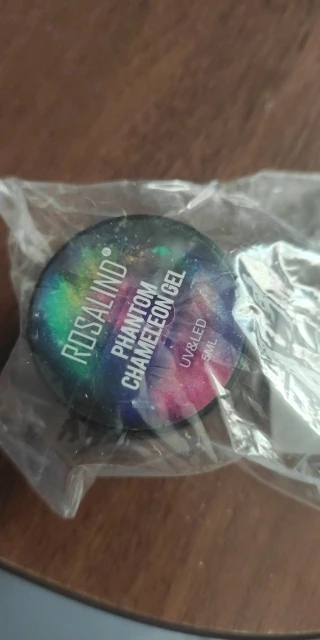 ROSALIND®
PHANTOM
CHAMELEON GEL
UV&LED
5ML